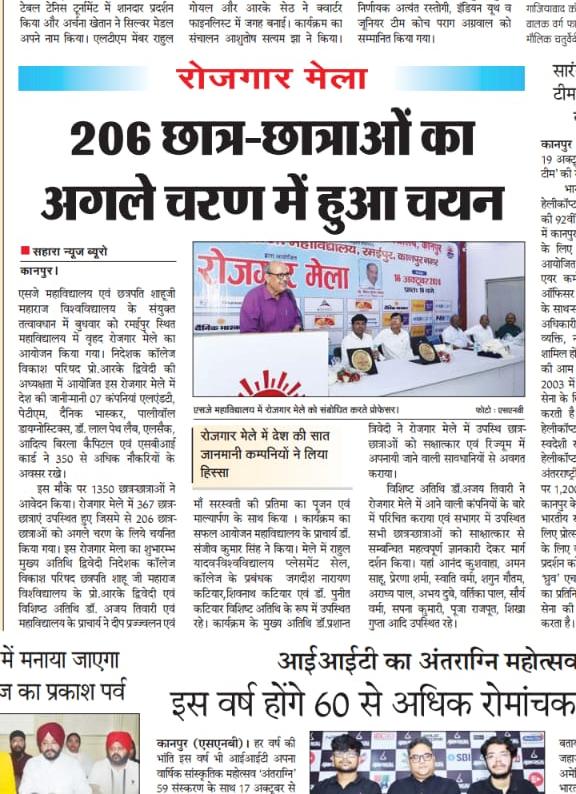 टेबल टेनिस टूर्नामेंट में शानदार प्रदर्शन
किया और अर्चना खेतान ने सिल्वर मेडल
अपने नाम किया। एलटीएम मेंबर राहुल
गोयल और आरके सेठ ने क्वार्टर
फाइनलिस्ट में जगह बनाई। कार्यक्रम का
संचालन आशुतोष सत्यम झा ने किया।
निर्णायक अत्यंत रस्तोगी, इंडियन यूथ व
जूनियर टीम कोच पराग अग्रवाल को
सम्मानित किया गया।
रोजगार मेला
206 छात्र-छात्राओं का
अगले चरण में हुआ चयन
■ सहारा न्यूज ब्यूरो
कानपुर।
एसजे महाविद्यालय एवं छत्रपति शाहूजी
महाराज विश्वविद्यालय के संयुक्त
तत्वावधान में बुधवार को रमईपुर स्थित
महाविद्यालय में वृहद रोजगार मेले का
आयोजन किया गया। निदेशक कॉलेज
विकाश परिषद प्रो.आरके द्विवेदी की
अध्यक्षता में आयोजित इस रोजगार मेले में
देश की जानीमानी 07 कंपनियां एलएंडटी,
पेटीएम, दैनिक भास्कर, पालीवॉल
डायग्नोस्टिक्स, डॉ. लाल पेथ लैब, एलसैक,
आदित्य बिरला कैपिटल एवं एसबीआई
कार्ड ने 350 से अधिक नौकरियों के
अवसर रखे।
इस मौके पर 1350 छात्र-छात्राओं ने
आवेदन किया। रोजगार मेले में 367 छात्र-
छात्राएं उपस्थित हुए जिसमे से 206 छात्र-
छात्राओं को अगले चरण के लिये चयनित
किया गया। इस रोजगार मेला का शुभारम्भ
मुख्य अतिथि द्विवेदी निदेशक कॉलेज
विकाश परिषद छत्रपति शाहू जी महाराज
विश्वविद्यालय के प्रो.आरके द्विवेदी एवं
विशिष्ठ अतिथि डॉ. अजय तिवारी एवं
महाविद्यालय के प्राचार्य ने दीप प्रज्ज्वलन एवं
महाविद्यालय, रमईपुर, कानपुर नगर
रोजगार मेला
16 अक्टूबर 2024
एसजे महाविद्यालय में रोजगार मेले को संबोधित करते प्रोफेसर।
फोटो : एसएनबी
रोजगार मेले में देश की सात
जानमानी कम्पनियों ने लिया
हिस्सा
माँ सरस्वती की प्रतिमा का पूजन एवं
माल्यार्पण के साथ किया । कार्यक्रम का
सफल आयोजन महाविद्यालय के प्राचार्य डॉ.
संजीव कुमार सिंह ने किया। मेले में राहुल
यादव-विश्वविद्यालय प्लेसमेंट सेल,
कॉलेज के प्रबंधक जगदीश नारायण
कटियार,शिवनाथ कटियार एवं डॉ. पुनीत
कटियार विशिष्ट अतिथि के रूप में उपस्थित
रहे। कार्यक्रम के मुख्य अतिथि डॉ.प्रशान्त
त्रिवेदी ने रोजगार मेले में उपस्थि छात्र-
छात्राओं को सक्षात्कार एवं रिज्यूम में
अपनायी जाने वाली सावधानियों से अवगत
कराया।
विशिष्ट अतिथि डॉ.अजय तिवारी ने
रोजगार मेले में आने वाली कंपनियों के बारे
में परिचित कराया एवं सभागार में उपस्थित
सभी छात्र-छात्राओं को साक्षात्कार से
सम्बन्धित महत्वपूर्ण ज्ञानकारी देकर मार्ग
दर्शन किया। यहां आनंद कुशवाहा, अमन
साहू, प्रेरणा शर्मा, स्वाति वर्मा, शगुन गौतम,
अराध्य पाल, अभय दुबे, वर्तिका पाल, सौर्य
वर्मा, सपना कुमारी, पूजा राजपूत, शिखा
गुप्ता आदि उपस्थित रहे।
गाजियाबाद
बालक वर्ग
मौलिक चतुर्वेदी
सारं
टीम
कानपुर
19 अक्टू
टीम' की
हेलीकॉप्ट
की 92वीं
में कानपुर
के लिए
आयोजित
एयर कम
ऑफिसर
के साथ-स
अधिकारी
व्यक्ति,
शामिल हो
की आम
2003 में
सेना के
करती है
हेलीकॉप्ट
स्वदेशी
हेलीकॉप्ट
अंतरराष्ट्री
पर 1,200
कानपुर के
भारतीय
लिए प्रोत्स
के लिए
प्रदर्शन को
'ध्रुव' एच
का प्रतिनि
सेना की
करता है।
में मनाया जाएगा
ज का प्रकाश पर्व
आईआईटी का अंतराग्नि महोत्सव
इस वर्ष होंगे 60 से अधिक रोमांचक
कानपुर (एसएनबी)। हर वर्ष की
भांति इस वर्ष भी आईआईटी अपना
वार्षिक सांस्कृतिक महोत्सव 'अंतराग्नि'
59 संस्करण के साथ 17 अक्टूबर से
SBI
बताय
जहा
अमे
भार